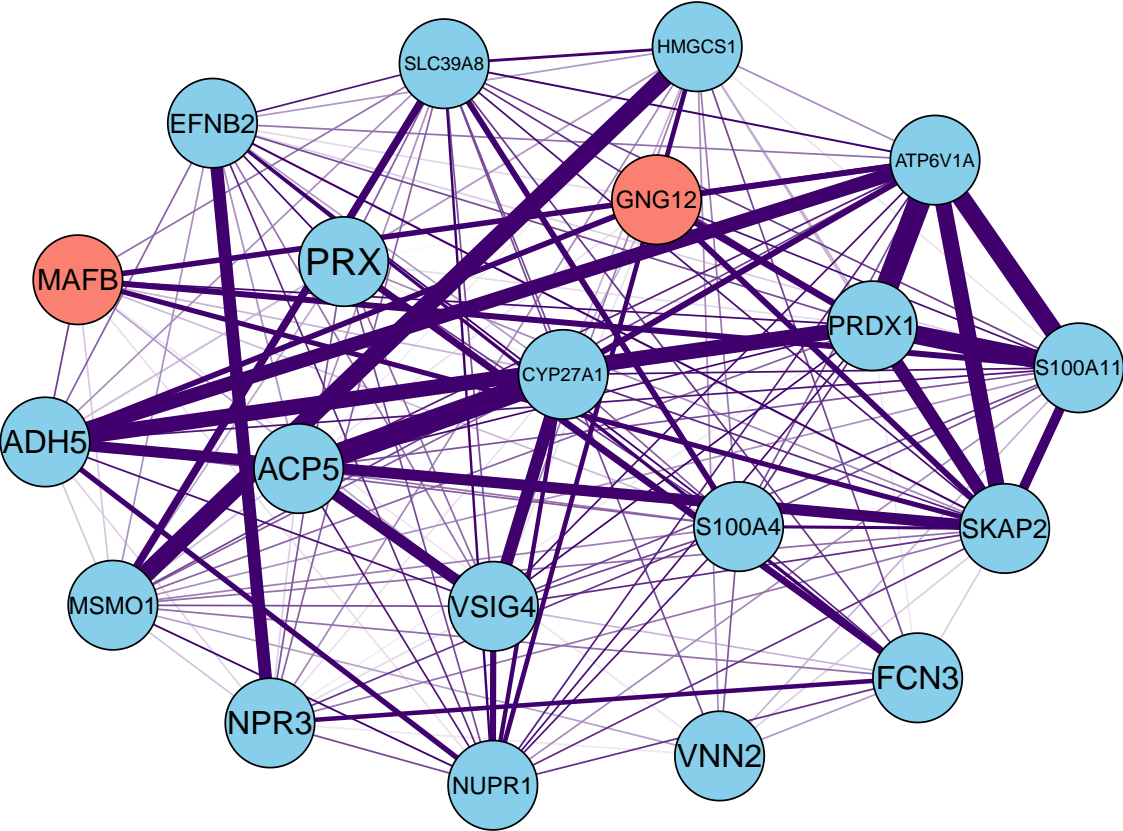 HMGCS1
SLC39A8
EFNB2
ATP6V1A
GNG12
PRX
MAFB
PRDX1
S100A11
CYP27A1
ADH5
ACP5
S100A4
SKAP2
MSMO1
VSIG4
FCN3
NPR3
VNN2
NUPR1